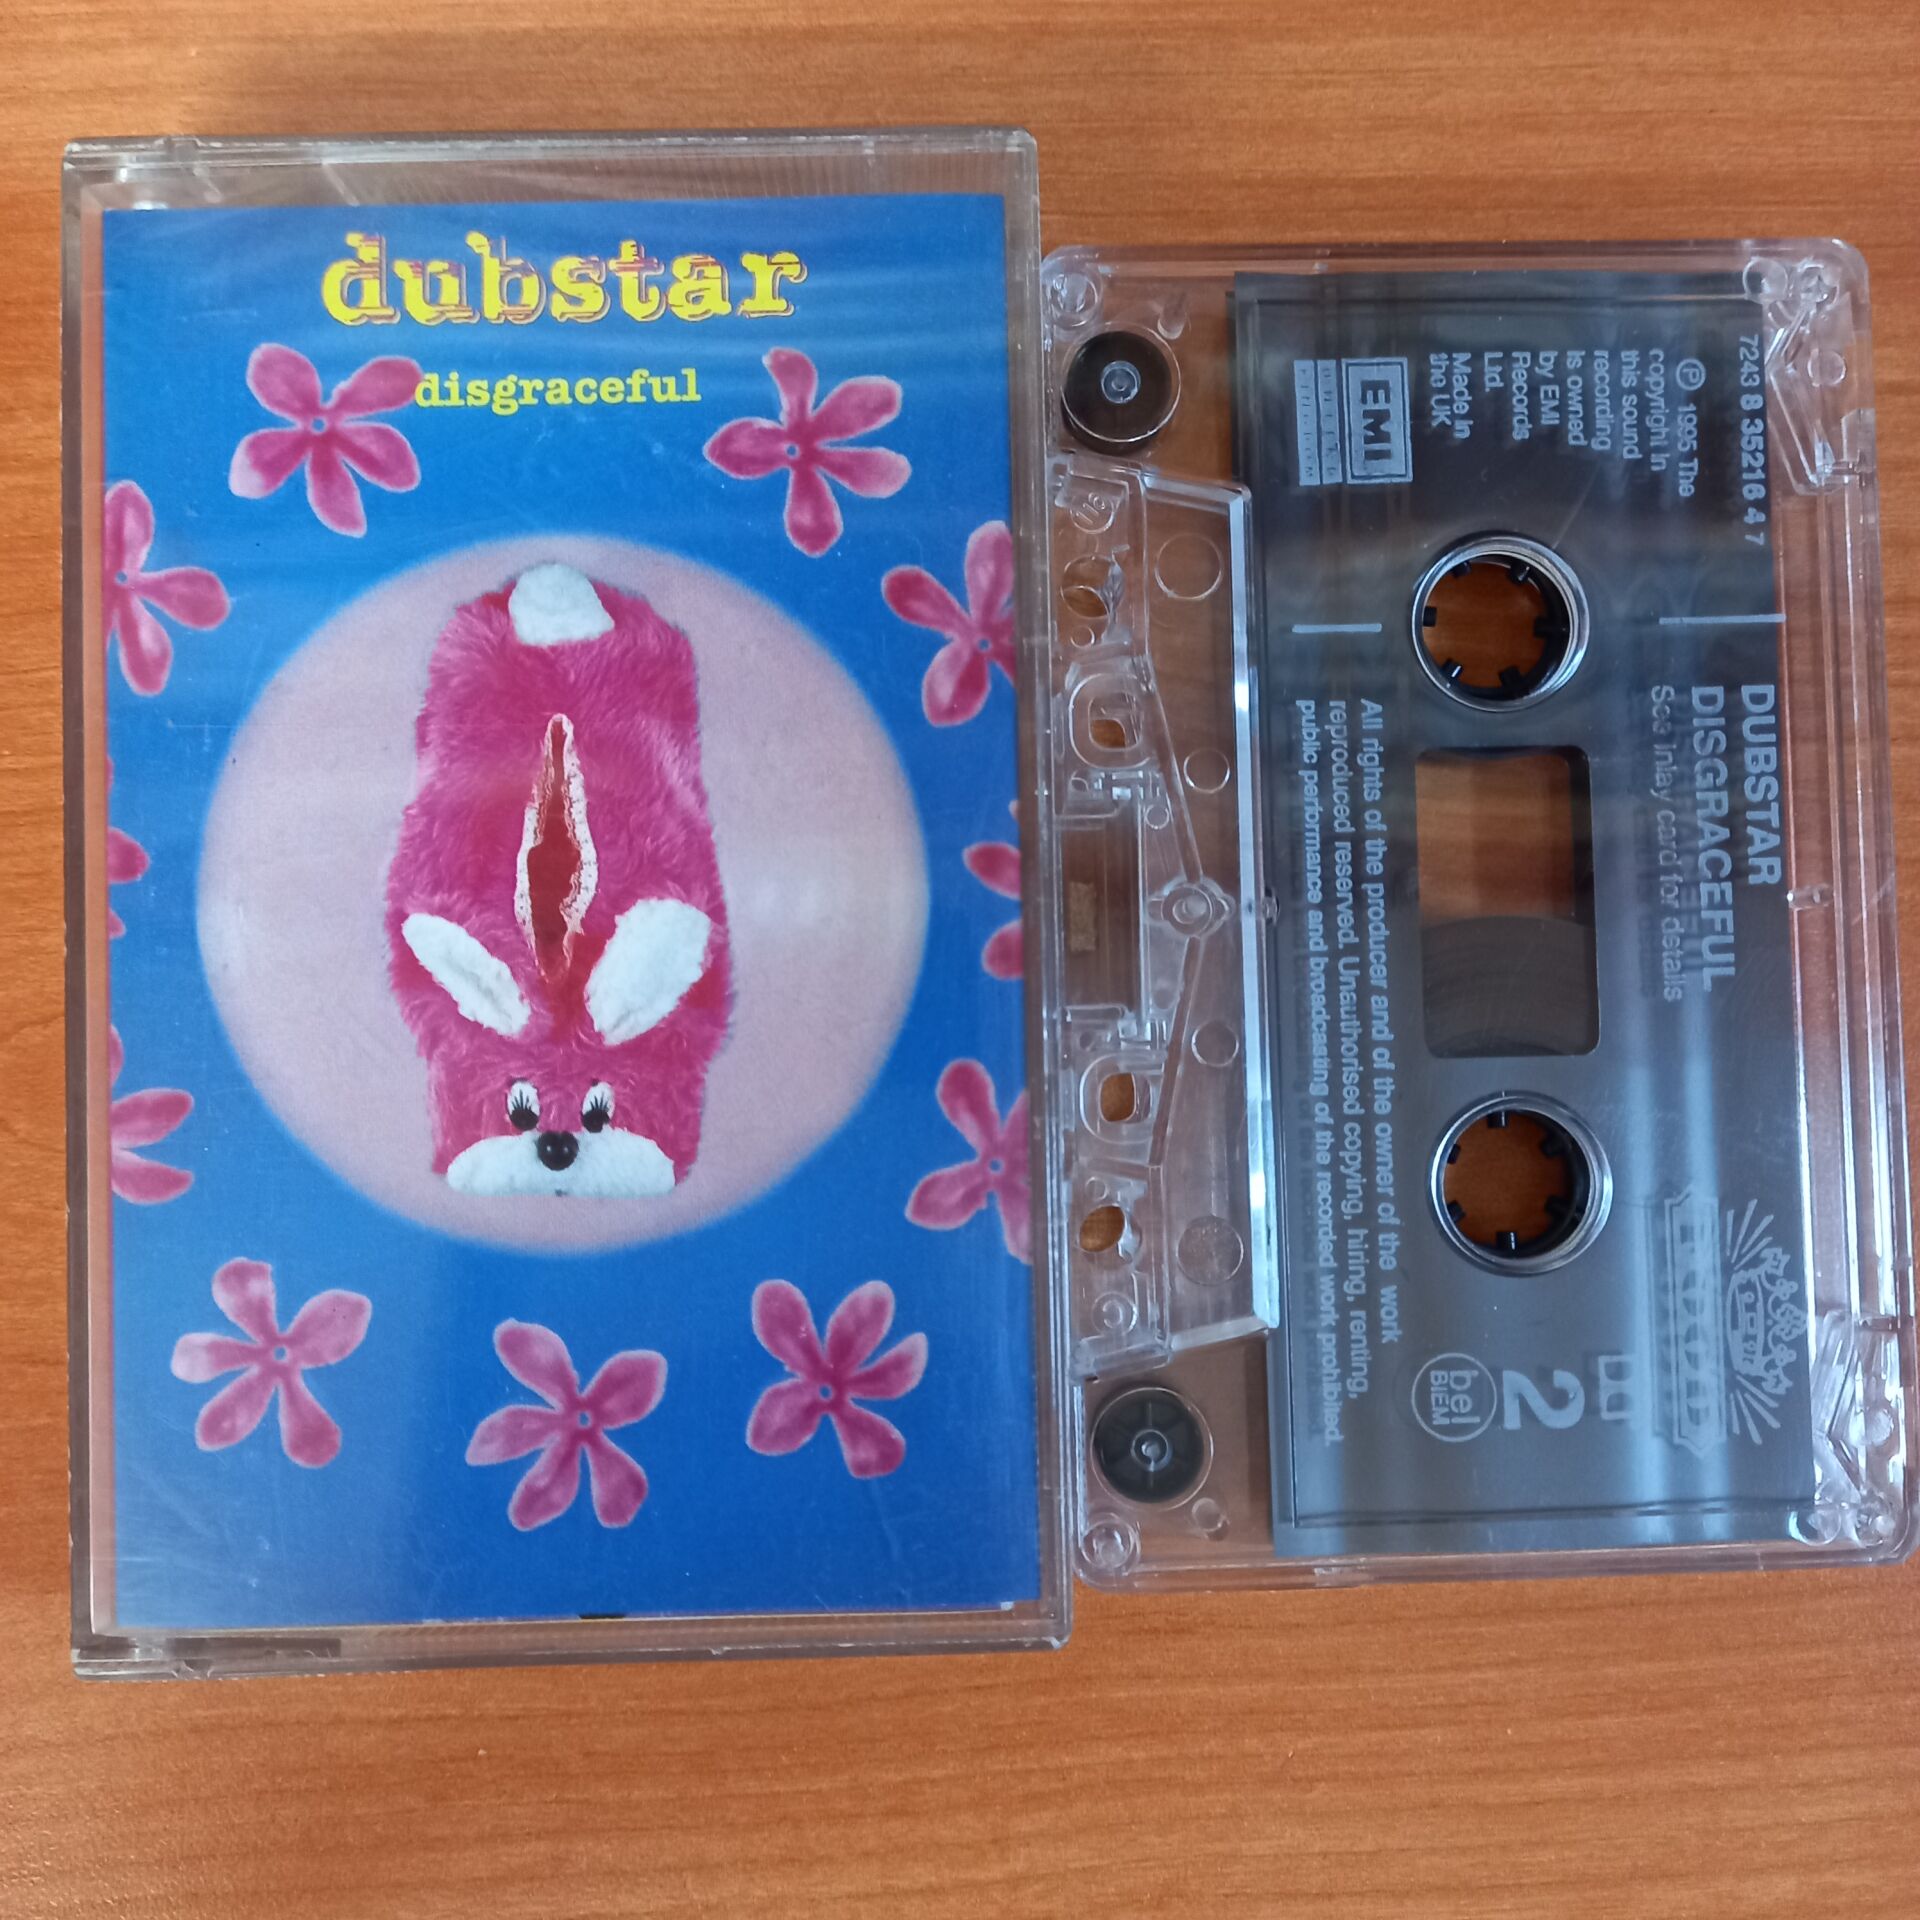 dubstar
disgraceful
7243 8 35216 4 7
℗ 1995 The
copyright in
this sound
recording
is owned
by EMI
Records
Ltd.
Made in
the UK
EMI
DUBSTAR
DISGRACEFUL
See inlay card for details
FOOD
2
bel
BIEM
All rights of the producer and of the owner of the work
reproduced reserved. Unauthorised copying, hiring, renting,
public performance and broadcasting of the recorded work prohibited.